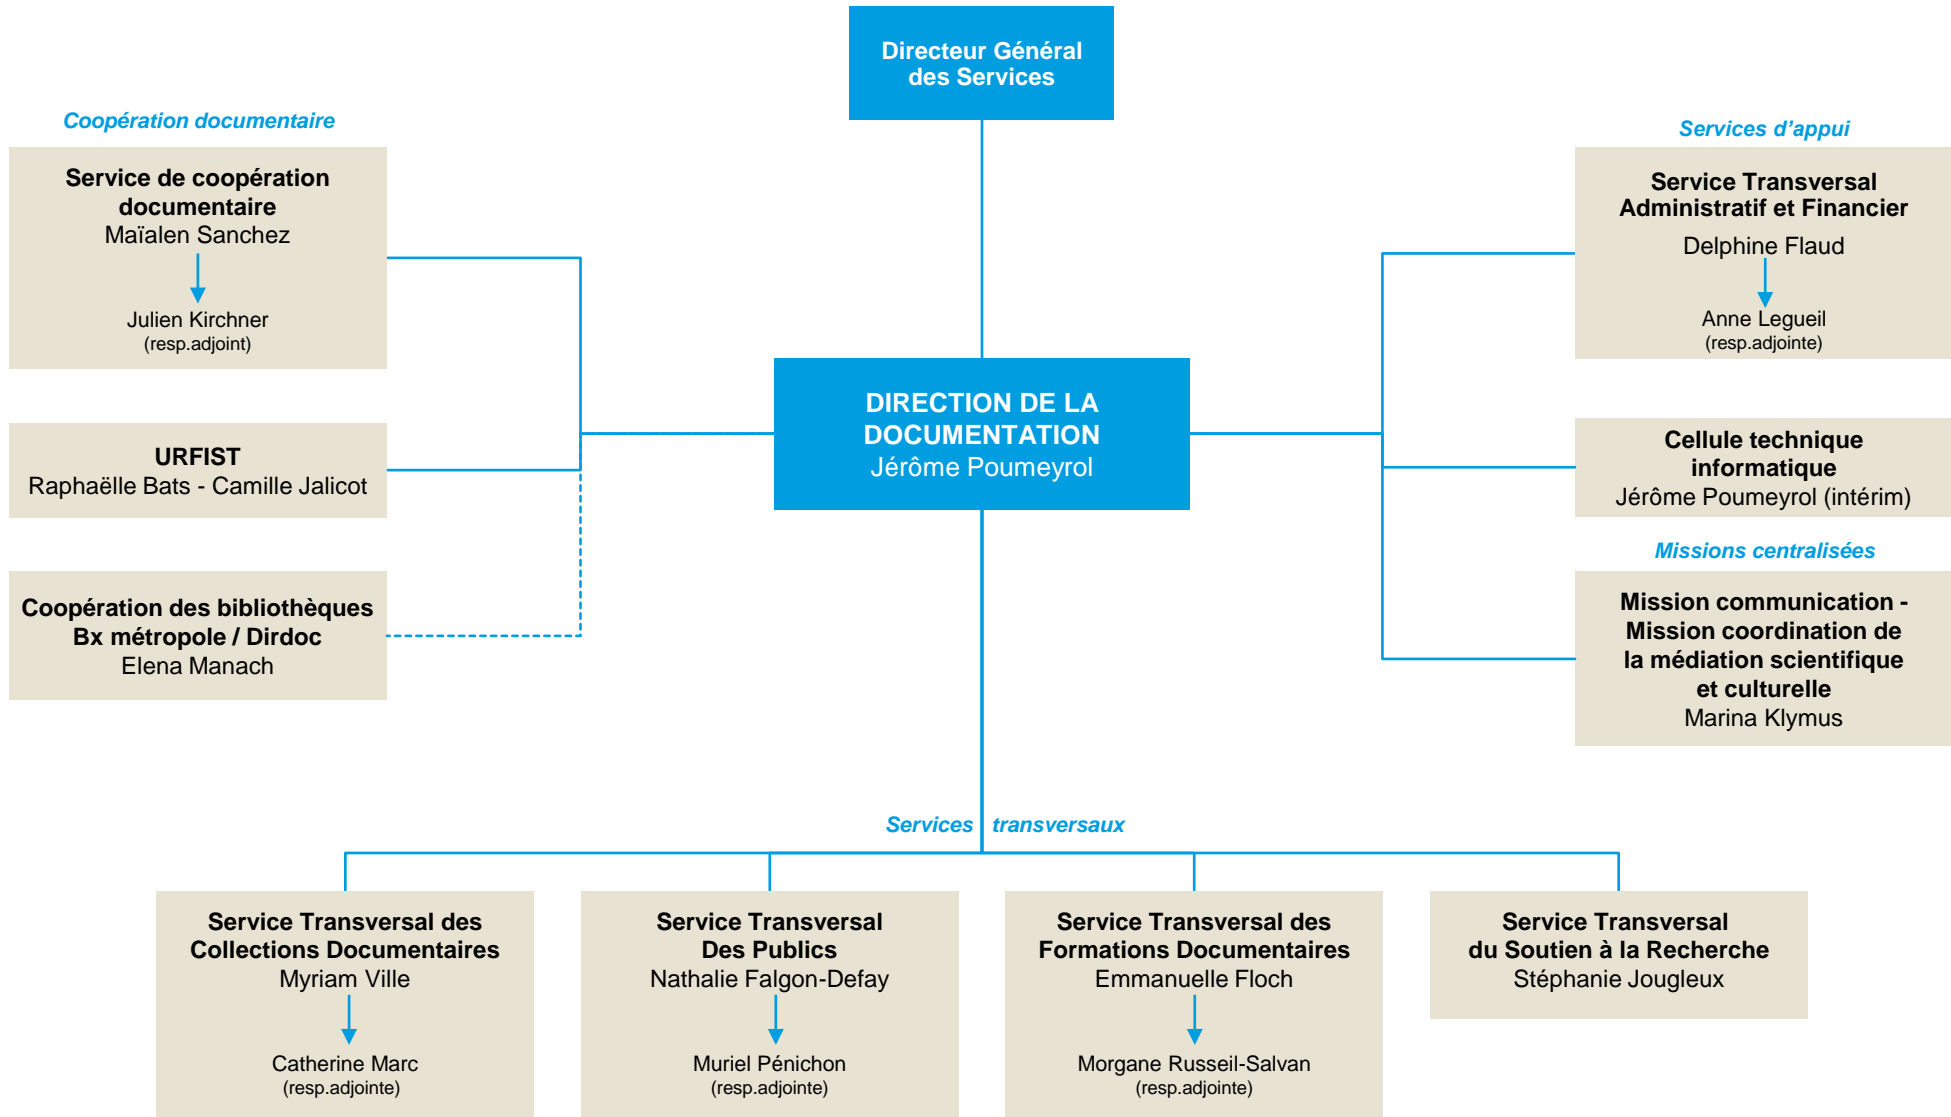 Directeur Général
des Services
Coopération documentaire
Service de coopération
documentaire
Maïalen Sanchez
Julien Kirchner
(resp.adjoint)
URFIST
Raphaëlle Bats - Camille Jalicot
Coopération des bibliothèques
Bx métropole / Dirdoc
Elena Manach
DIRECTION DE LA
DOCUMENTATION
Jérôme Poumeyrol
Services d’appui
Service Transversal
Administratif et Financier
Delphine Flaud
Anne Legueil
(resp.adjointe)
Cellule technique
informatique
Jérôme Poumeyrol (intérim)
Missions centralisées
Mission communication -
Mission coordination de
la médiation scientifique
et culturelle
Marina Klymus
Services transversaux
Service Transversal des
Collections Documentaires
Myriam Ville
Catherine Marc
(resp.adjointe)
Service Transversal
Des Publics
Nathalie Falgon-Defay
Muriel Pénichon
(resp.adjointe)
Service Transversal des
Formations Documentaires
Emmanuelle Floch
Morgane Russeil-Salvan
(resp.adjointe)
Service Transversal
du Soutien à la Recherche
Stéphanie Jougleux